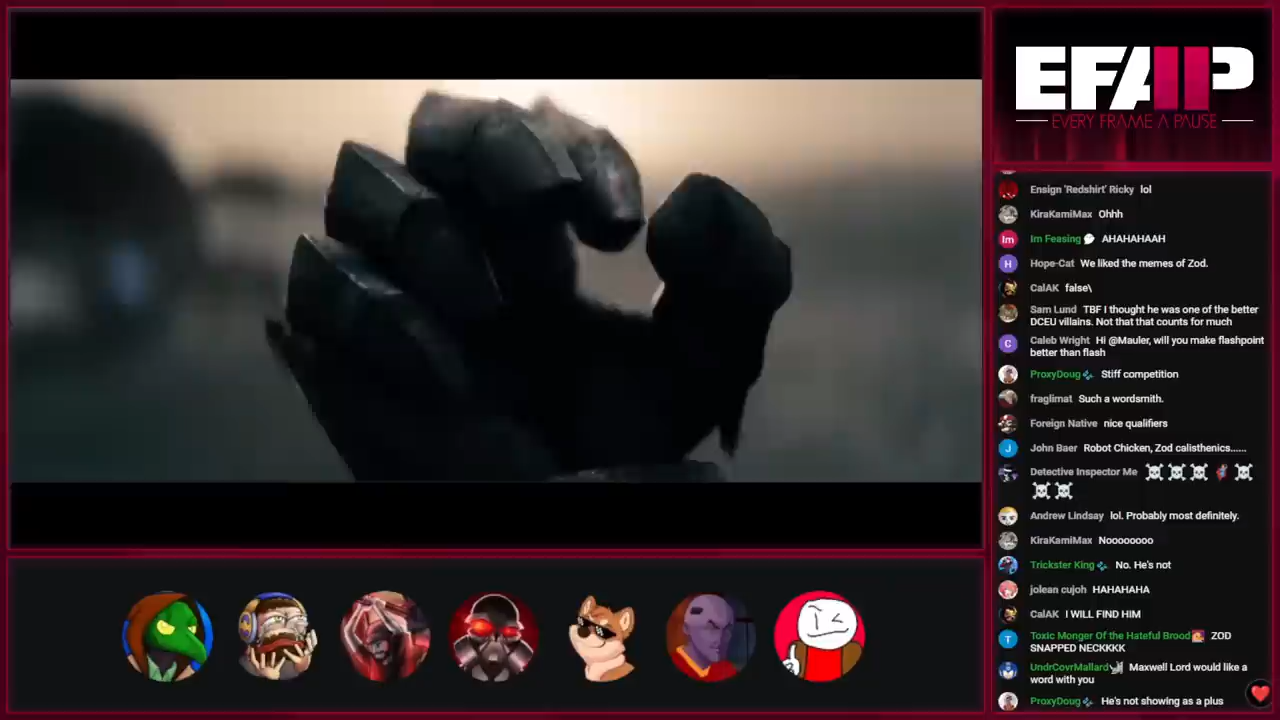 EFAP
EVERY FRAME A PAUSE
Ensign 'Redshirt' Ricky lol
KiraKamiMax Ohhh
Im
Im Feasing AHAHAHAAH
H
Hope-Cat We liked the memes of Zod.
CalAK false\
Sam Lund TBF I thought he was one of the better
DCEU villains. Not that that counts for much
C
Caleb Wright Hi @Mauler, will you make flashpoint
better than flash
ProxyDoug Stiff competition
fraglimat Such a wordsmith.
Foreign Native nice qualifiers
J
John Baer Robot Chicken, Zod calisthenics......
Detective Inspector Me
Andrew Lindsay lol. Probably most definitely.
KiraKamiMax Noooooooo
Trickster King No. He's not
jolean cujoh HAHAHAHA
CalAK I WILL FIND HIM
T
Toxic Monger Of the Hateful Brood ZOD
SNAPPED NECKKKK
UndrCovrMallard Maxwell Lord would like a
word with you
ProxyDoug He's not showing as a plus